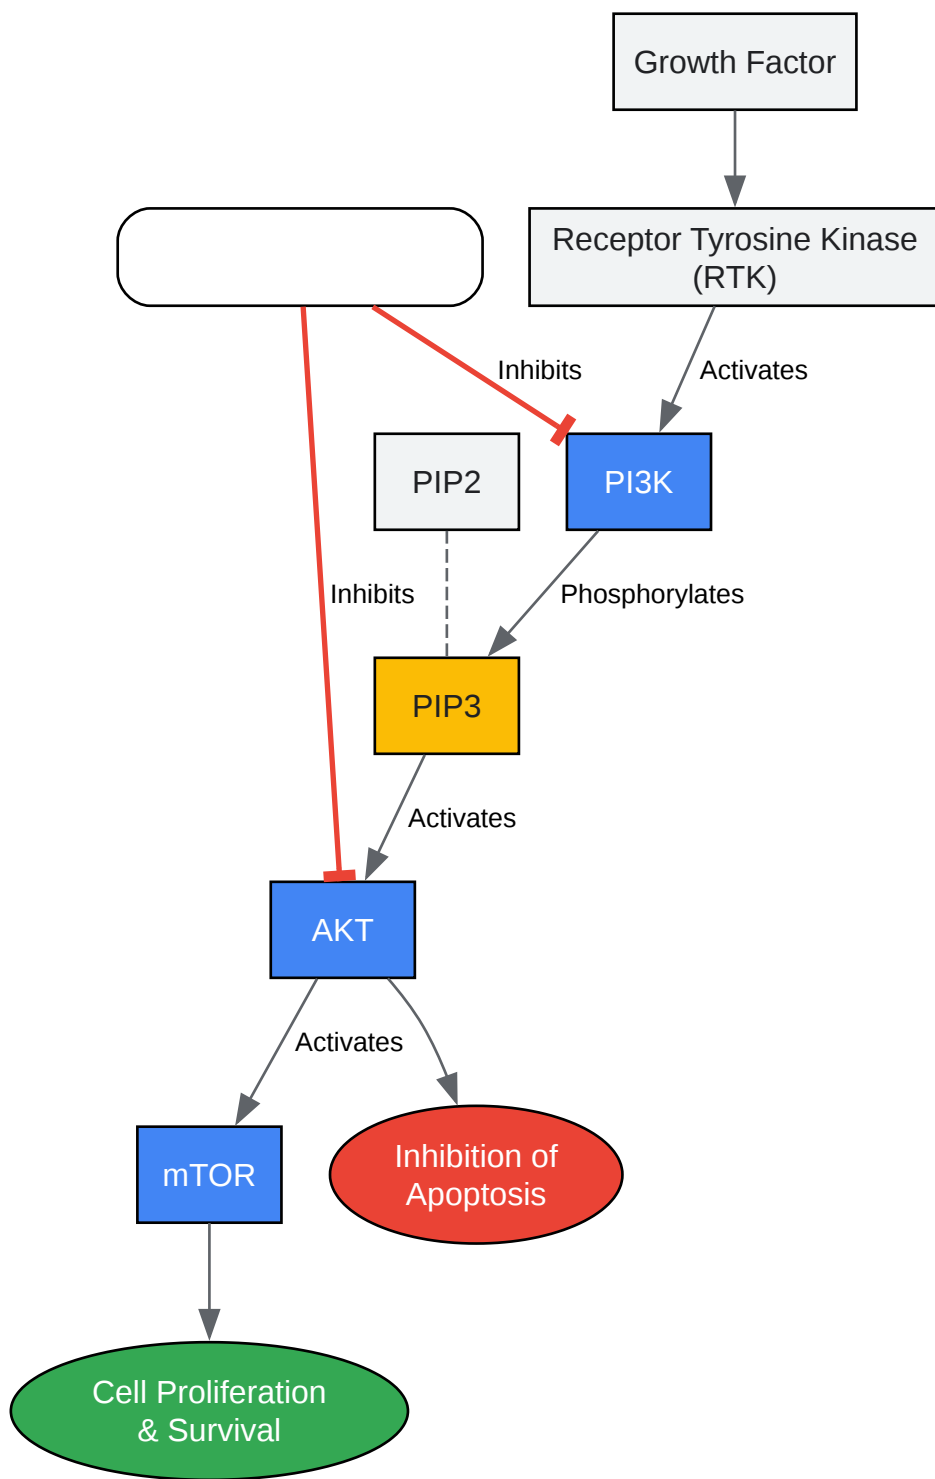 Growth Factor
Receptor Tyrosine Kinase
(RTK)
Inhibits
Activates
PIP2
PI3K
Inhibits
Phosphorylates
PIP3
Activates
AKT
Activates
mTOR
Inhibition of
Apoptosis
Cell Proliferation
& Survival